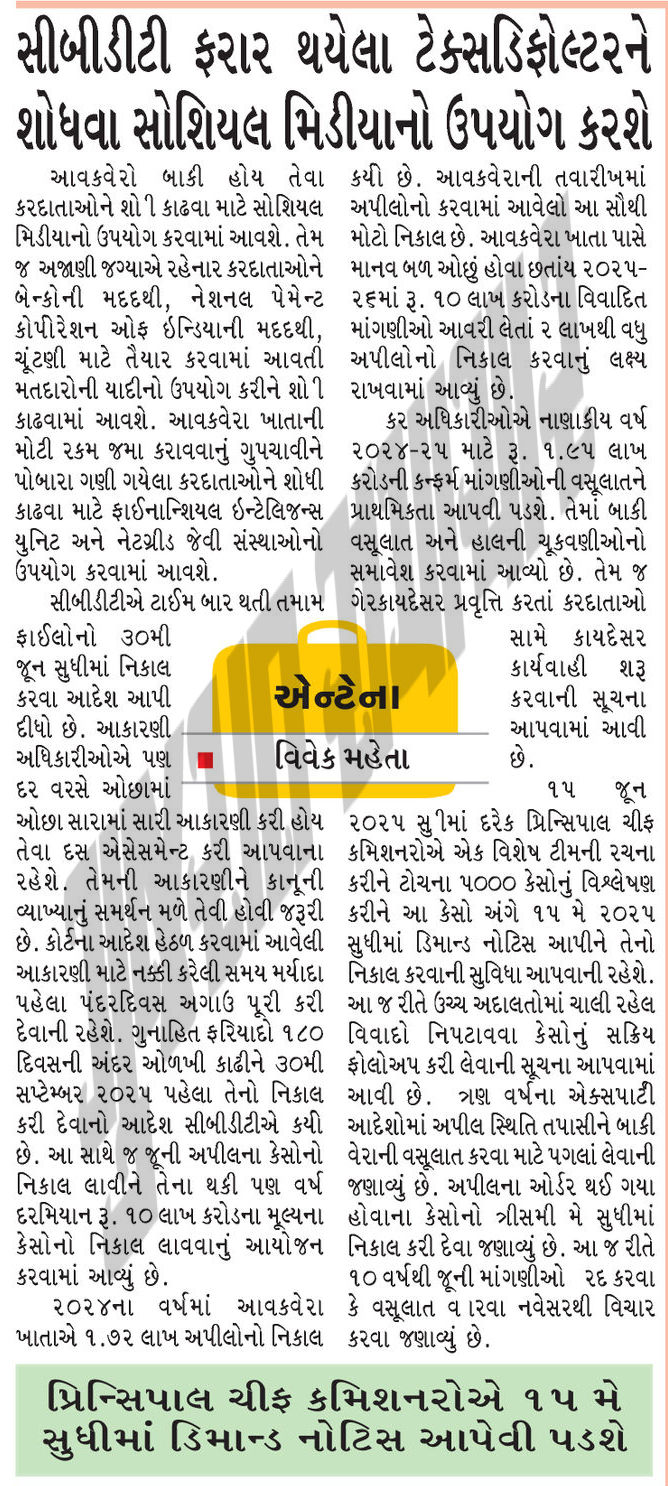 સીબીડીટી ફરાર થયેલા ટેક્સડિફોલ્ટરને
શોધવા સોશિયલ મિડીયાનો ઉપયોગ કરશે
આવકવેરો બાકી હોય તેવા
કરદાતાઓને શોી કાઢવા માટે સોશિયલ
મિડીયાનો ઉપયોગ કરવામાં આવશે. તેમ
જ અજાણી જગ્યાએ રહેનાર કરદાતાઓને
બેન્કોની મદદથી, નેશનલ પેમેન્ટ
કોર્પોરેશન ઓફ ઇન્ડિયાની મદદથી,
ચૂંટણી માટે તૈયાર કરવામાં આવતી
મતદારોની યાદીનો ઉપયોગ કરીને શોી
કાઢવામાં આવશે. આવકવેરા ખાતાની
મોટી રકમ જમા કરાવવાનું ગુપચાવીને
પોબારા ગણી ગયેલા કરદાતાઓને શોધી
કાઢવા માટે ફાઈનાન્શિયલ ઇન્ટેલિજન્સ
યુનિટ અને નેટગ્રીડ જેવી સંસ્થાઓનો
ઉપયોગ કરવામાં આવશે.
સીબીડીટીએ ટાઈમ બાર થતી તમામ
ફાઈલોનો ૩૦મી
જૂન સુધીમાં નિકાલ
કરવા આદેશ આપી
દીધો છે. આકારણી
અધિકારીઓએ પણ
દર વરસે ઓછામાં
ઓછા સારામાં સારી આકારણી કરી હોય
તેવા દસ એસેસમેન્ટ કરી આપવાના
રહેશે. તેમની આકારણીને કાનૂની
વ્યાખ્યાનું સમર્થન મળે તેવી હોવી જરૂરી
છે. કોર્ટના આદેશ હેઠળ કરવામાં આવેલી
આકારણી માટે નક્કી કરેલી સમય મર્યાદા
પહેલા પંદરદિવસ અગાઉ પૂરી કરી
દેવાની રહેશે. ગુનાહિત ફરિયાદો ૧૮૦
દિવસની અંદર ઓળખી કાઢીને ૩૦મી
સપ્ટેમ્બર ૨૦૨૫ પહેલા તેનો નિકાલ
કરી દેવાનો આદેશ સીબીડીટીએ કર્યો
છે. આ સાથે જ જૂની અપીલના કેસોનો
નિકાલ લાવીને તેના થકી પણ વર્ષ
દરમિયાન રૂ. ૧૦ લાખ કરોડના મૂલ્યના
કેસોનો નિકાલ લાવવાનું આયોજન
કરવામાં આવ્યું છે.
૨૦૨૪ના વર્ષમાં આવકવેરા
ખાતાએ ૧.૭૨ લાખ અપીલોનો નિકાલ
કર્યો છે. આવકવેરાની તવારીખમાં
અપીલોનો કરવામાં આવેલો આ સૌથી
મોટો નિકાલ છે. આવકવેરા ખાતા પાસે
માનવ બળ ઓછું હોવા છતાંય ૨૦૨૫-
૨૬માં રૂ. ૧૦ લાખ કરોડના વિવાદિત
માંગણીઓ આવરી લેતાં ૨ લાખથી વધુ
અપીલોનો નિકાલ કરવાનું લક્ષ્ય
રાખવામાં આવ્યું છે.
કર અધિકારીઓએ નાણાકીય વર્ષ
૨૦૨૪-૨૫ માટે રૂ. ૧.૯૫ લાખ
કરોડની કન્ફર્મ માંગણીઓની વસૂલાતને
પ્રાથમિકતા આપવી પડશે. તેમાં બાકી
વસૂલાત અને હાલની ચૂકવણીઓનો
સમાવેશ કરવામાં આવ્યો છે. તેમ જ
ગેરકાયદેસર પ્રવૃત્તિ કરતાં કરદાતાઓ
સામે કાયદેસર
કાર્યવાહી શરૂ
કરવાની સૂચના
આપવામાં આવી
છે.
૧૫ જૂન
૨૦૨૫ સુીમાં દરેક પ્રિન્સિપાલ ચીફ
કમિશનરોએ એક વિશેષ ટીમની રચના
કરીને ટોચના ૫૦૦૦ કેસોનું વિશ્લેષણ
કરીને આ કેસો અંગે ૧૫ મે ૨૦૨૫
સુધીમાં ડિમાન્ડ નોટિસ આપીને તેનો
નિકાલ કરવાની સુવિધા આપવાની રહેશે.
આ જ રીતે ઉચ્ચ અદાલતોમાં ચાલી રહેલ
વિવાદો નિપટાવવા કેસોનું સક્રિય
ફોલોઅપ કરી લેવાની સૂચના આપવામાં
આવી છે. ત્રણ વર્ષના એક્સપાર્ટી
આદેશોમાં અપીલ સ્થિતિ તપાસીને બાકી
વેરાની વસૂલાત કરવા માટે પગલાં લેવાની
જણાવ્યું છે. અપીલના ઓર્ડર થઈ ગયા
હોવાના કેસોનો ત્રીસમી મે સુધીમાં
નિકાલ કરી દેવા જણાવ્યું છે. આ જ રીતે
૧૦ વર્ષથી જૂની માંગણીઓ રદ કરવા
કે વસૂલાત વારવા નવેસરથી વિચાર
કરવા જણાવ્યું છે.
એન્ટેના
વિવેક મહેતા
પ્રિન્સિપાલ ચીફ કમિશનરોએ ૧૫ મે
સુધીમાં ડિમાન્ડ નોટિસ આપેવી પડશે